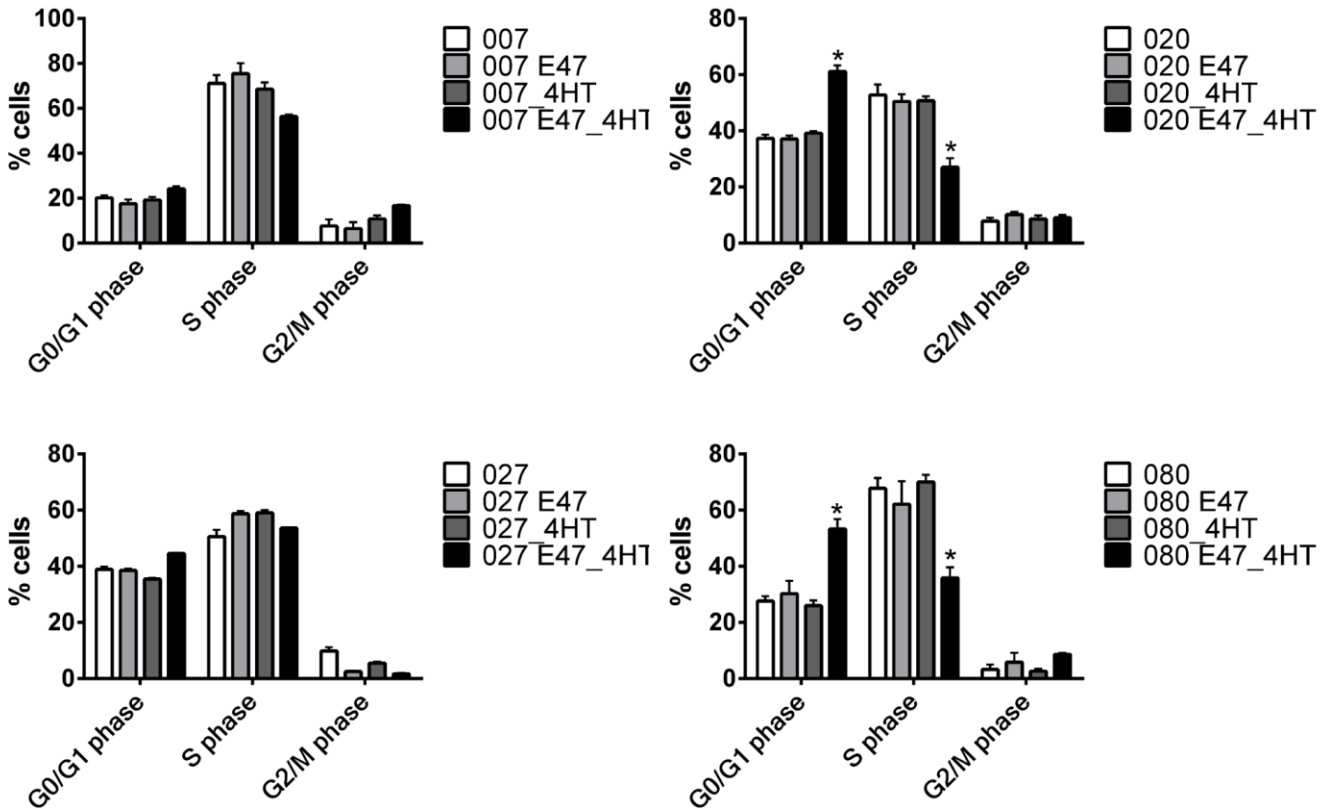 100
80
60
40
20
0
% cells
G0/G1 phase
S phase
G2/M phase
007
007 E47
007_4HT
007 E47_4HT
80
60
40
20
0
% cells
*
*
G0/G1 phase
S phase
G2/M phase
020
020 E47
020_4HT
020 E47_4HT
80
60
40
20
0
% cells
G0/G1 phase
S phase
G2/M phase
027
027 E47
027_4HT
027 E47_4HT
80
60
40
20
0
% cells
*
*
G0/G1 phase
S phase
G2/M phase
080
080 E47
080_4HT
080 E47_4HT